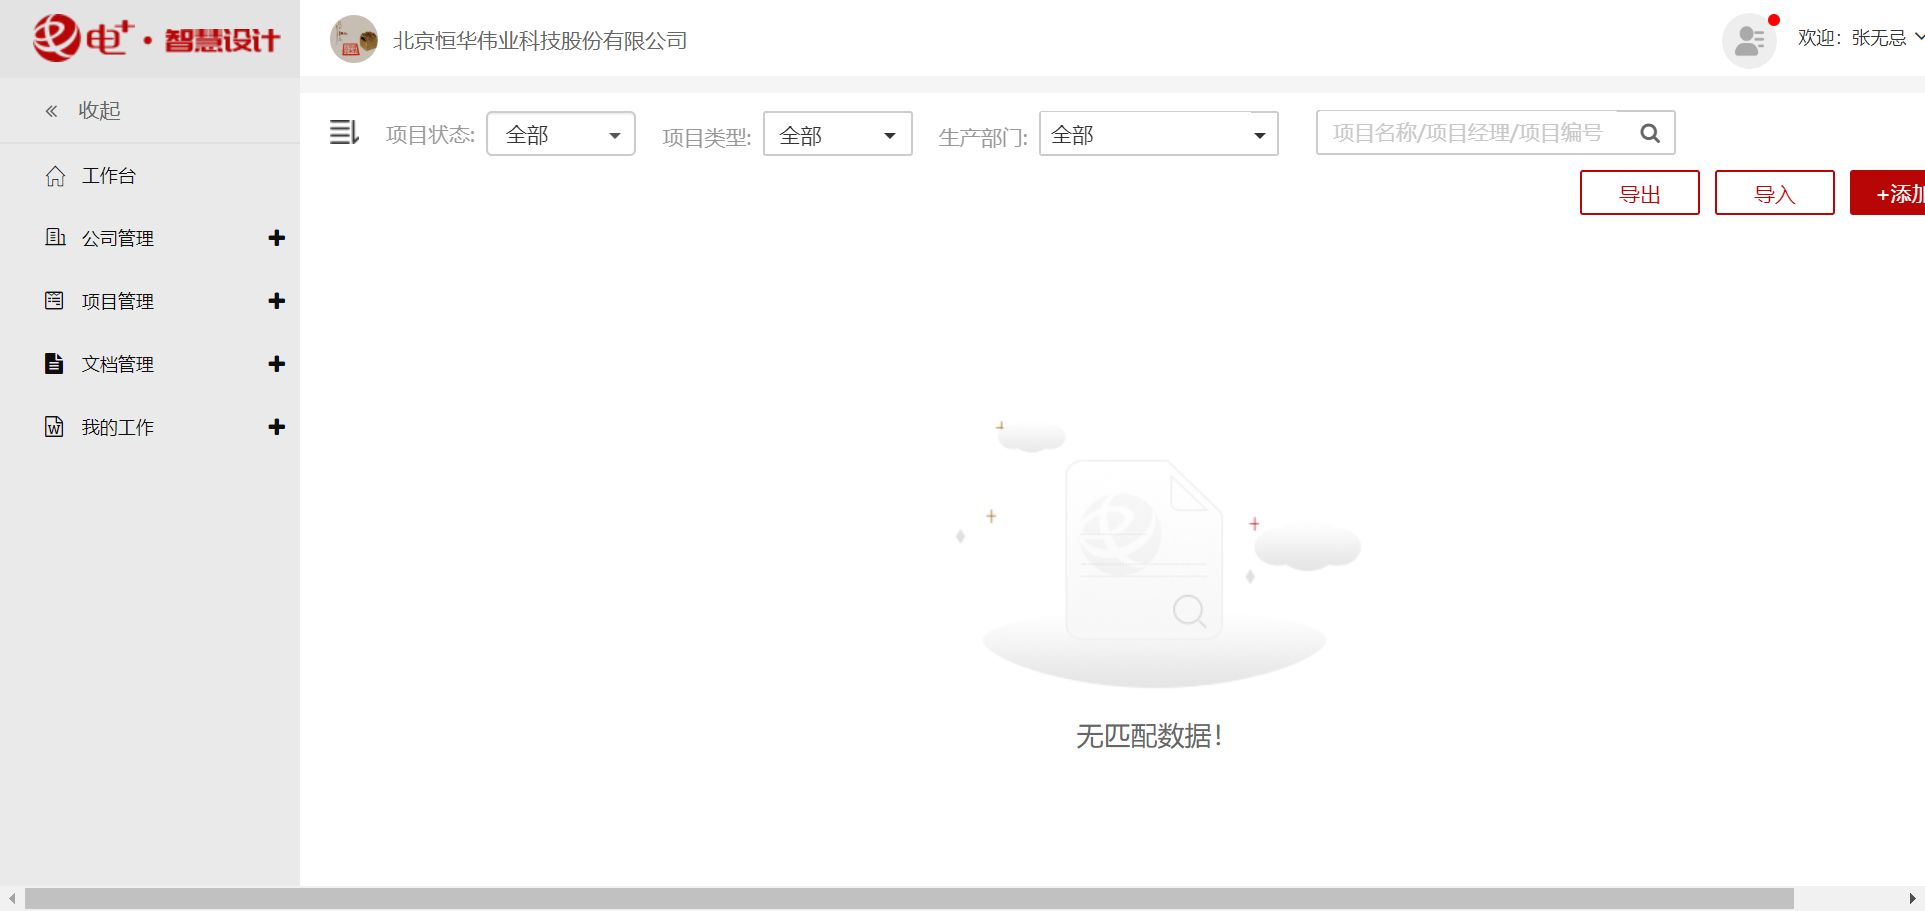 电+·智慧设计
北京恒华伟业科技股份有限公司
欢迎：张无忌
收起
工作台
公司管理
项目管理
文档管理
我的工作
项目状态: 全部 项目类型: 全部 生产部门: 全部 项目名称/项目经理/项目编号
导出 导入 +添加
无匹配数据！